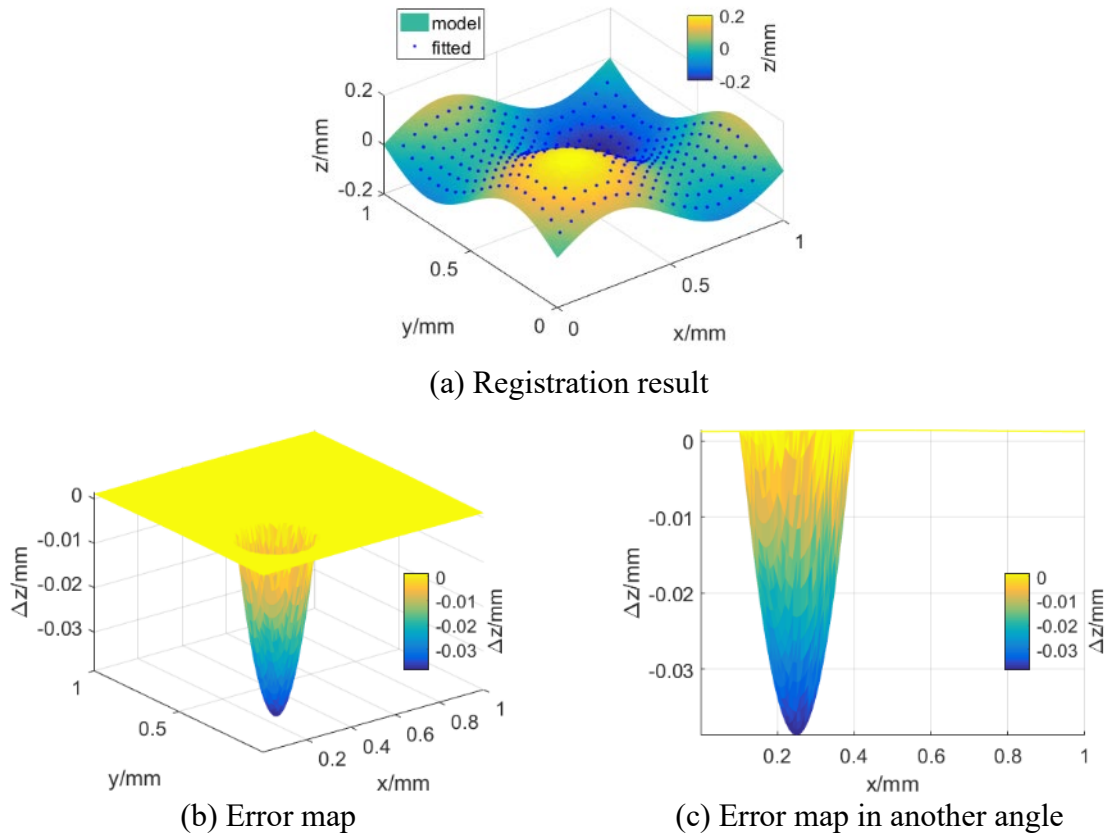 model
fitted
0.2
0
-0.2
z/mm
0.2
0
-0.2
z/mm
1
0.5
0
y/mm
0
0.5
1
x/mm
(a) Registration result
0
-0.01
-0.02
-0.03
Δz/mm
1
0.5
y/mm
0.2
0.4
0.6
0.8
1
x/mm
0
-0.01
-0.02
-0.03
Δz/mm
(b) Error map
0
-0.01
-0.02
-0.03
Δz/mm
0.2
0.4
0.6
0.8
1
x/mm
0
-0.01
-0.02
-0.03
Δz/mm
(c) Error map in another angle